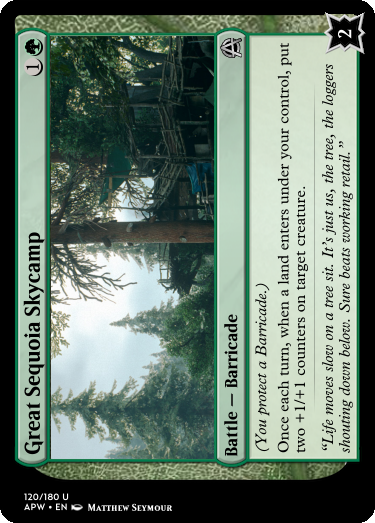 Great Sequoia Skycamp 1
Battle — Barricade
(You protect a Barricade.)
Once each turn, when a land enters under your control, put
two +1/+1 counters on target creature.
“Life moves slow on a tree sit. It’s just us, the tree, the loggers
shouting down below. Sure beats working retail.”
2
120/180 U
APW • EN Matthew Seymour